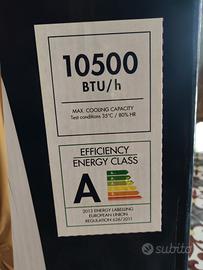 10500
BTU/h
MAX. COOLING CAPACITY
Test conditions 35°C / 80% HR
EFFICIENCY
ENERGY CLASS
A
2013 ENERGY LABELLING
EUROPEAN UNION
REGULATION 626/2011
subito